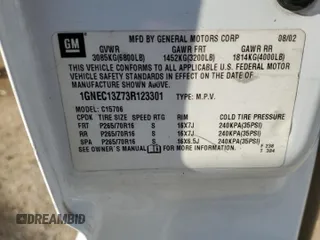 GM
MFD BY GENERAL MOTORS CORP 08/02
GVWR GAWR FRT GAWR RR
3085KG(6800LB) 1452KG(3200LB) 1814KG(4000LB)
THIS VEHICLE CONFORMS TO ALL APPLICABLE U.S. FEDERAL MOTOR
VEHICLE SAFETY AND THEFT PREVENTION STANDARDS IN EFFECT ON THE DATE
OF MANUFACTURE SHOWN ABOVE.
1GNEC13Z73R123301 TYPE: M.P.V.
MODEL: C15706
CPDK TIRE SIZE SPEED RTG RIM COLD TIRE PRESSURE
FRT P265/70R16 S 16X7J 240KPA(35PSI)
RR P265/70R16 S 16X7J 240KPA(35PSI)
SPA P265/70R16 S 16X6.5J 240KPA(35PSI)
SEE OWNER'S MANUAL FOR MORE INFORMATION.
DREAMBID